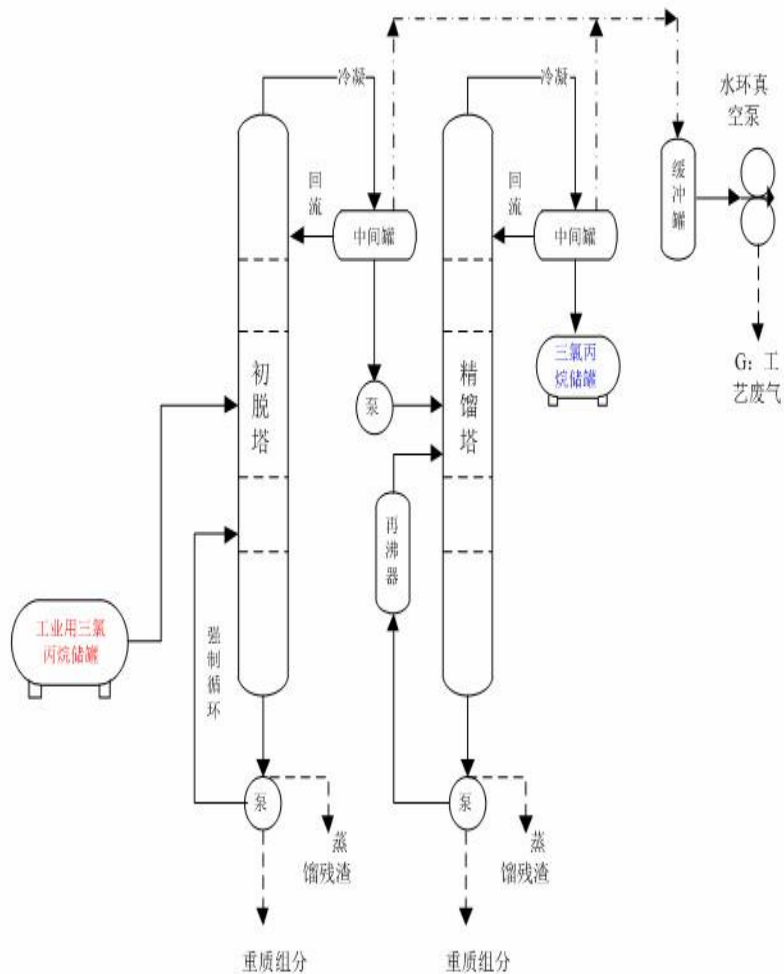 冷凝
冷凝
水环真
空泵
回
流
回
流
缓
冲
罐
中间罐
中间罐
三氯丙
烷储罐
G：工
艺废气
初
脱
塔
泵
精
馏
塔
再
沸
器
工业用三氯
丙烷储罐
强
制
循
环
泵
泵
蒸
馏残渣
蒸
馏残渣
重质组分
重质组分